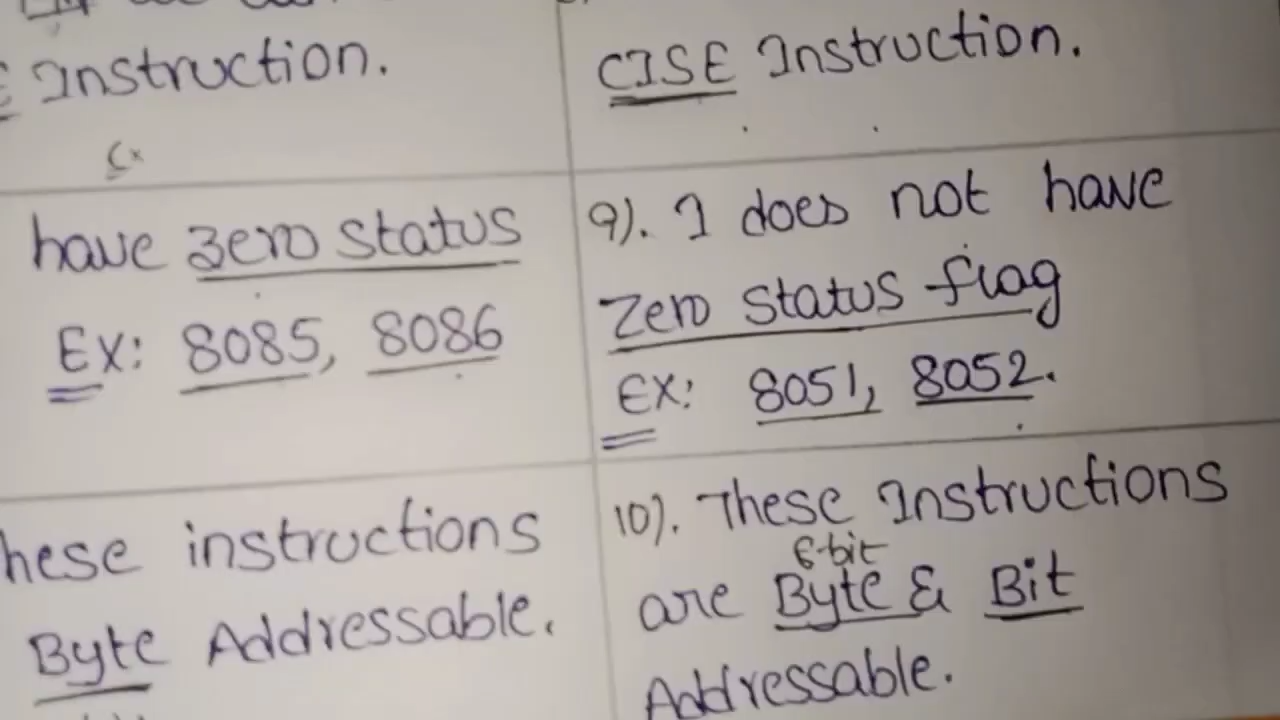 Instruction.
have zero status
Ex: 8085, 8086
hese instructions
Byte Addressable.
CISE Instruction.
9). I does not have
Zero status flag
Ex: 8051, 8052.
10). These Instructions
8-bit
are Byte & Bit
Addressable.